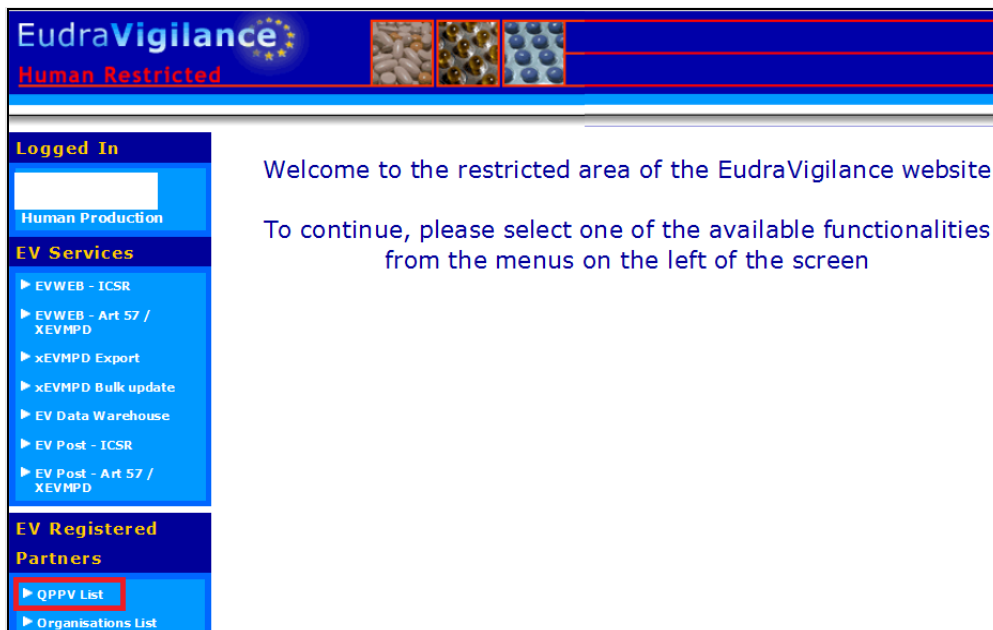 EudraVigilance
Human Restricted
Logged In
Human Production
EV Services
EVWEB - ICSR
EVWEB - Art 57 /
XEVMPD
xEVMPD Export
xEVMPD Bulk update
EV Data Warehouse
EV Post - ICSR
EV Post - Art 57 /
XEVMPD
EV Registered
Partners
QPPV List
Organisations List
Welcome to the restricted area of the EudraVigilance website
To continue, please select one of the available functionalities
from the menus on the left of the screen